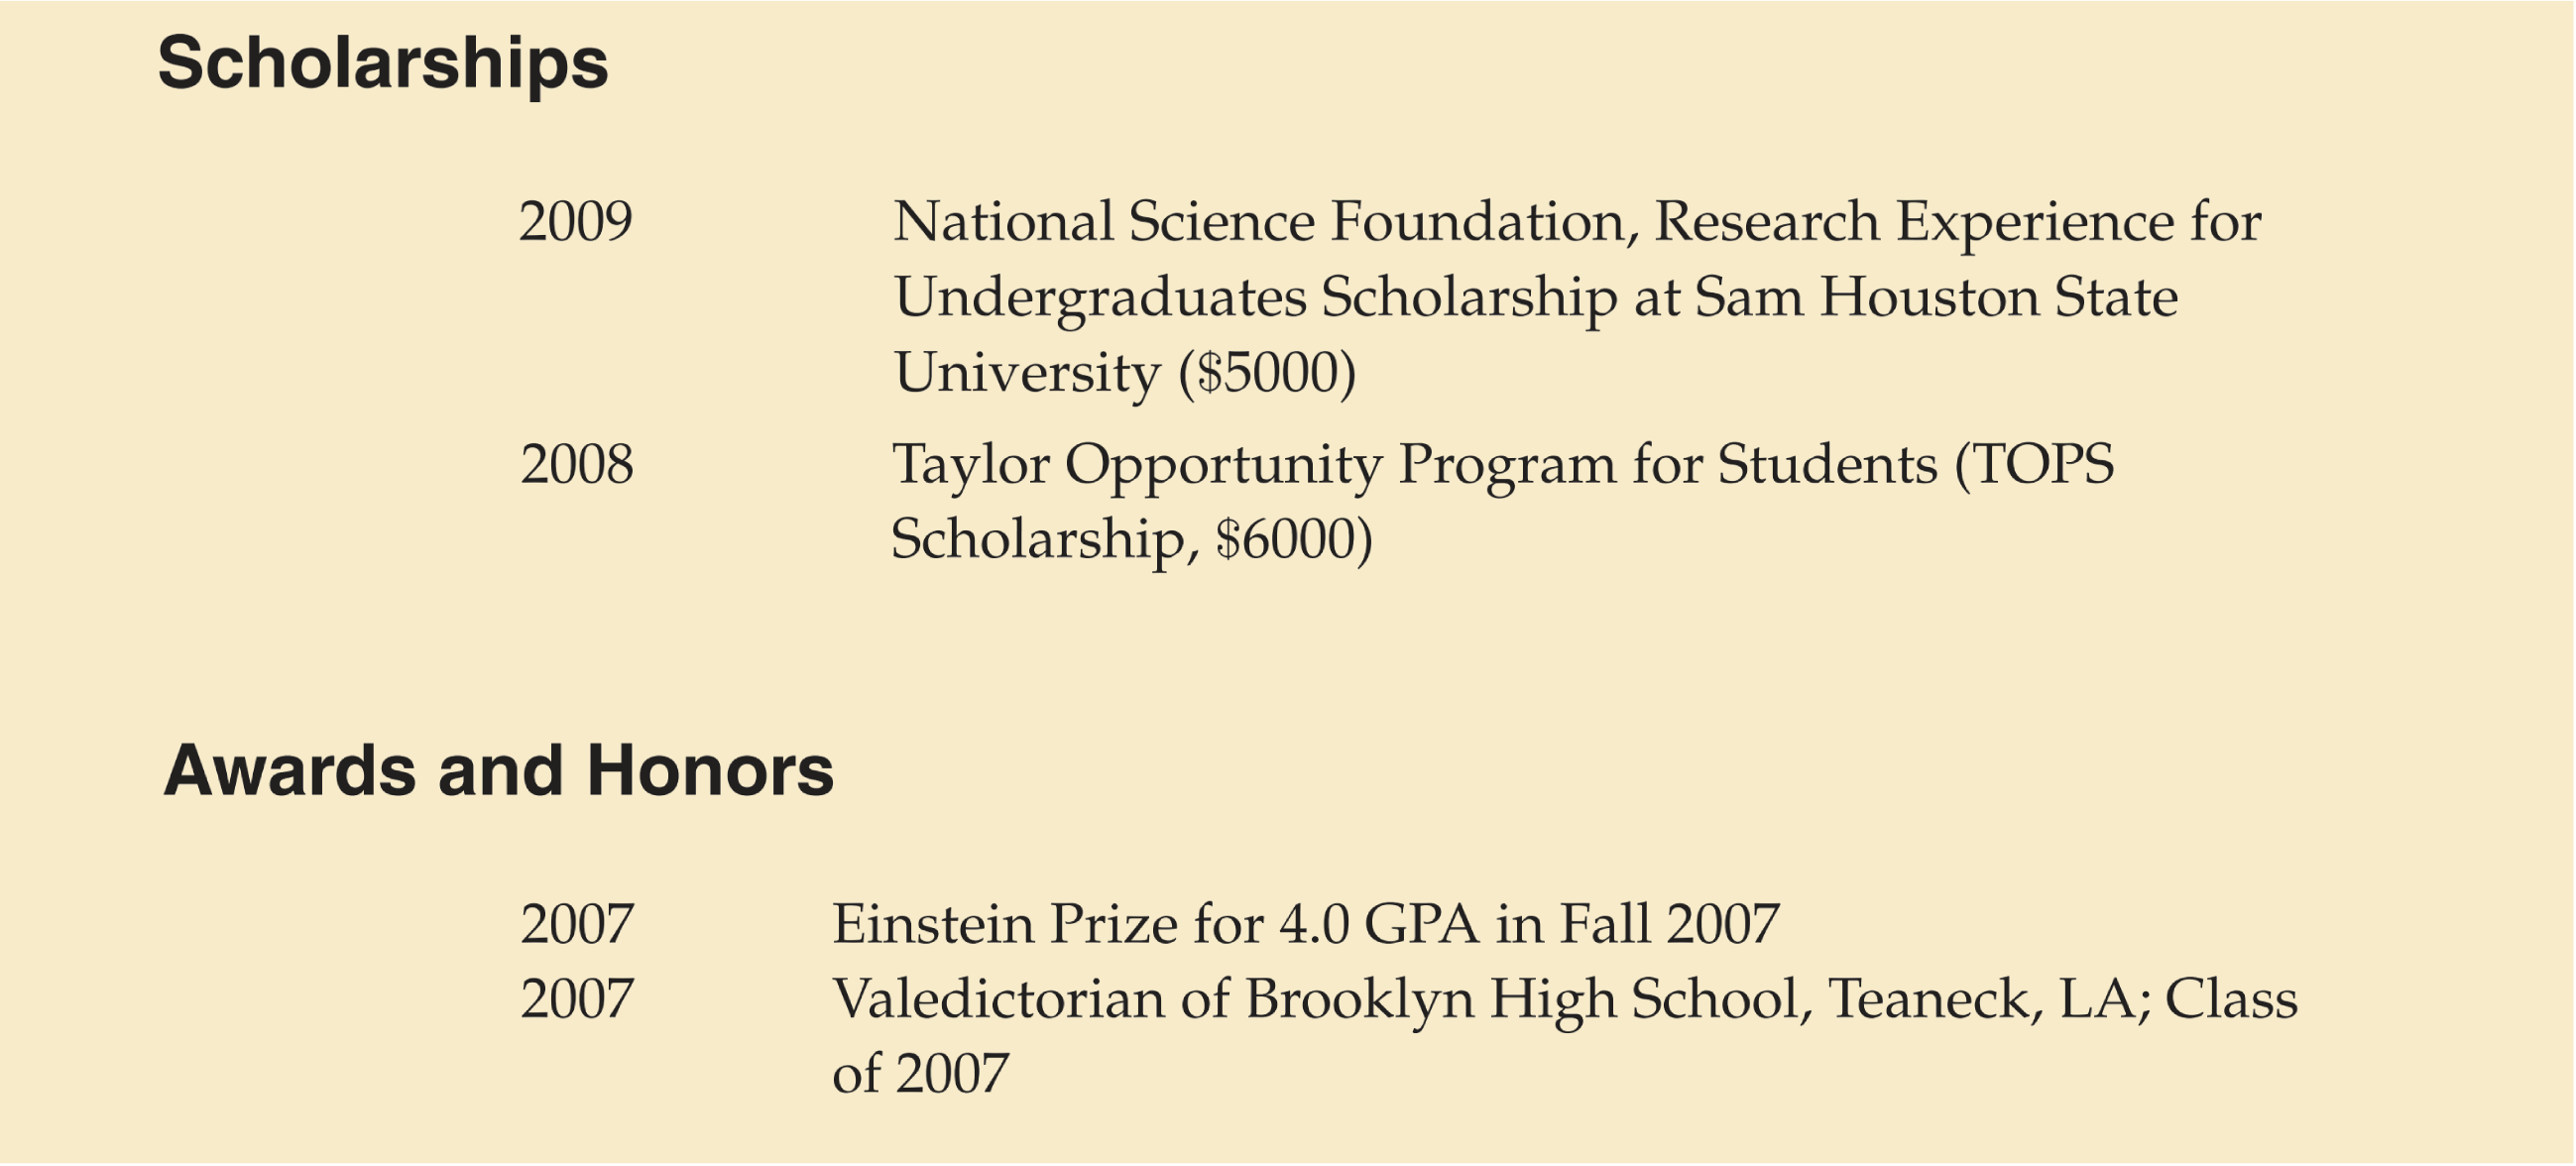 Scholarships
2009 National Science Foundation, Research Experience for
Undergraduates Scholarship at Sam Houston State
University ($5000)
2008 Taylor Opportunity Program for Students (TOPS
Scholarship, $6000)
Awards and Honors
2007 Einstein Prize for 4.0 GPA in Fall 2007
2007 Valedictorian of Brooklyn High School, Teaneck, LA; Class
of 2007